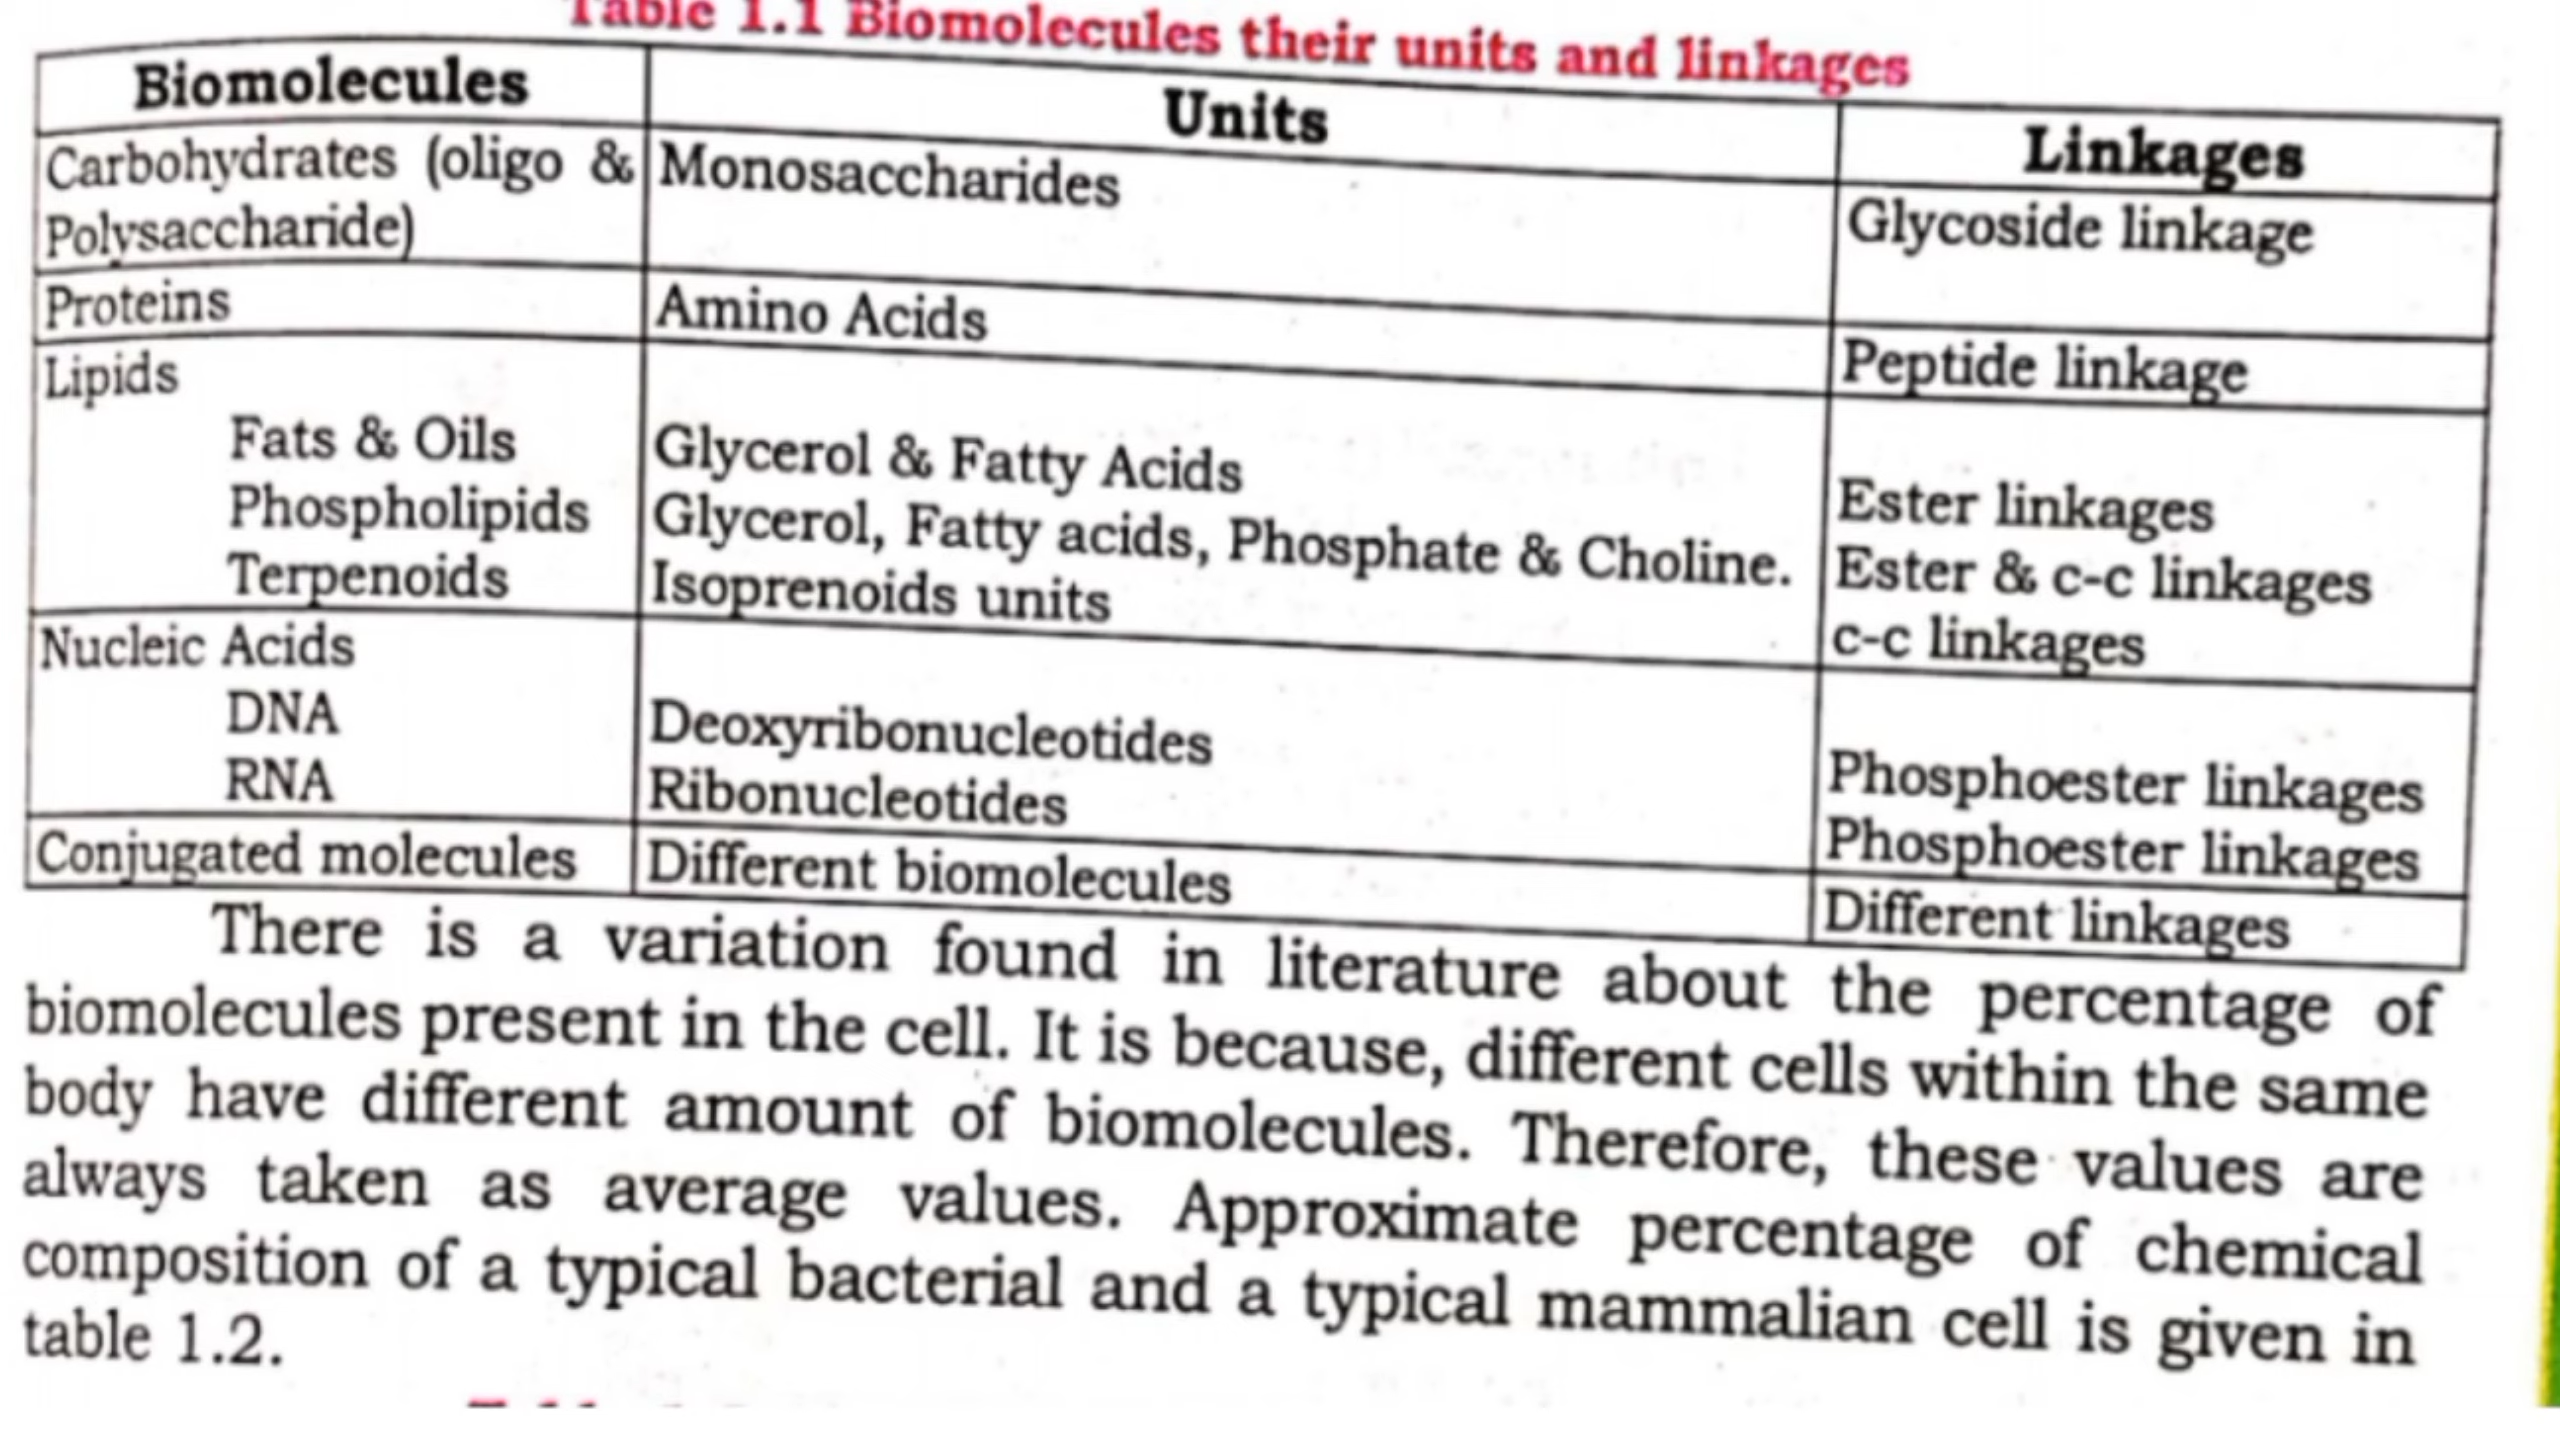 Table 1.1 Biomolecules their units and linkages
Biomolecules Units Linkages
Carbohydrates (oligo & Monosaccharides Glycoside linkage
Polysaccharide)
Proteins Amino Acids Peptide linkage
Lipids
Fats & Oils Glycerol & Fatty Acids Ester linkages
Phospholipids Glycerol, Fatty acids, Phosphate & Choline. Ester & c-c linkages
Terpenoids Isoprenoids units c-c linkages
Nucleic Acids
DNA Deoxyribonucleotides Phosphoester linkages
RNA Ribonucleotides Phosphoester linkages
Conjugated molecules Different biomolecules Different linkages
There is a variation found in literature about the percentage of
biomolecules present in the cell. It is because, different cells within the same
body have different amount of biomolecules. Therefore, these values are
always taken as average values. Approximate percentage of chemical
composition of a typical bacterial and a typical mammalian cell is given in
table 1.2.